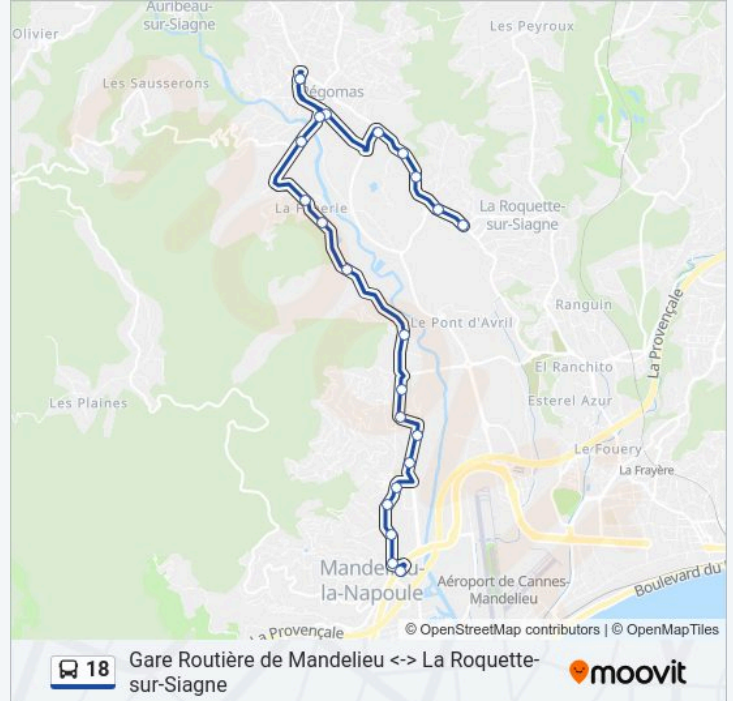 Auribeau-
sur-Siagne
Olivier
Les Peyroux
Les Sausserons
égomas
La Roquette-
sur-Siagne
La F erie
Ranguin
La Provençale
Le Pont d'Avril
El Ranchito
Les Plaines
Esterel Azur
Le Fouery
La Frayère
Mande u-
la-Napoule
Aéroport de Cannes-
Mandelieu
Boulevard du
La Provençale
© OpenStreetMap contributors | © OpenMapTiles
18
Gare Routière de Mandelieu <-> La Roquette-
sur-Siagne
moovit